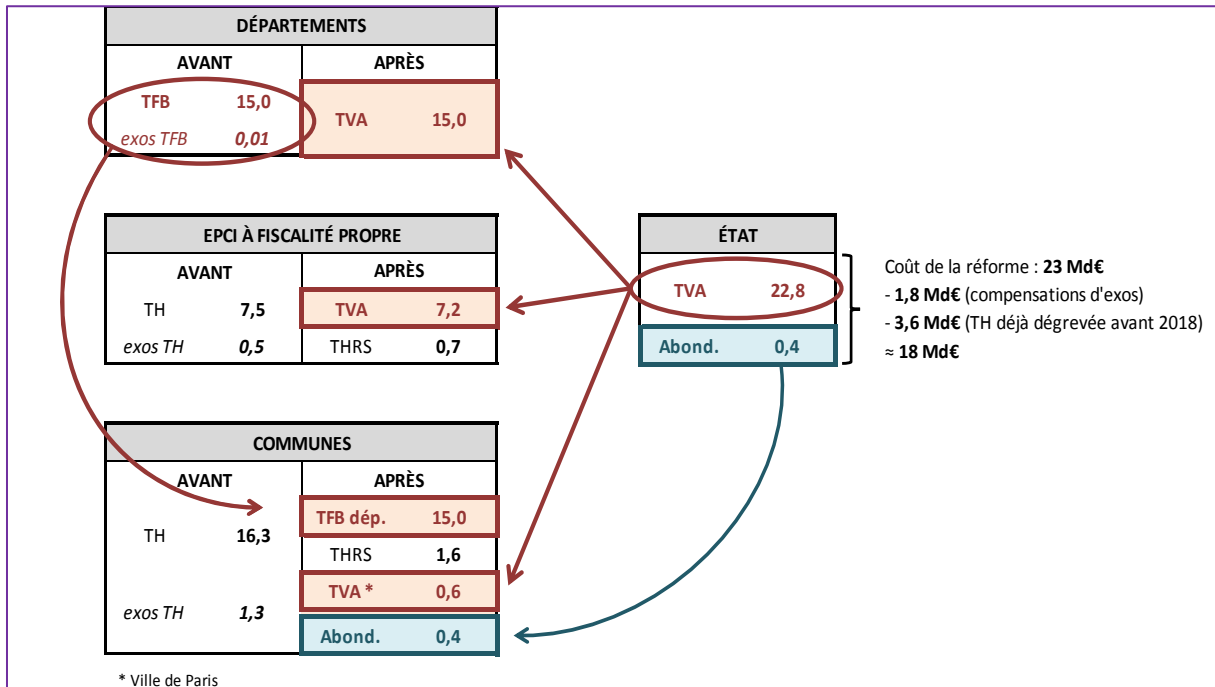 DÉPARTEMENTS
AVANT APRÈS
TFB 15,0
TVA 15,0
exos TFB 0,01
EPCI À FISCALITÉ PROPRE
AVANT APRÈS
TH 7,5 TVA 7,2
exos TH 0,5 THRS 0,7
ÉTAT
TVA 22,8
Abond. 0,4
Coût de la réforme : 23 Md€
- 1,8 Md€ (compensations d'exos)
- 3,6 Md€ (TH déjà dégrevée avant 2018)
≈ 18 Md€
COMMUNES
AVANT APRÈS
TFB dép. 15,0
TH 16,3
THRS 1,6
TVA * 0,6
exos TH 1,3
Abond. 0,4
* Ville de Paris